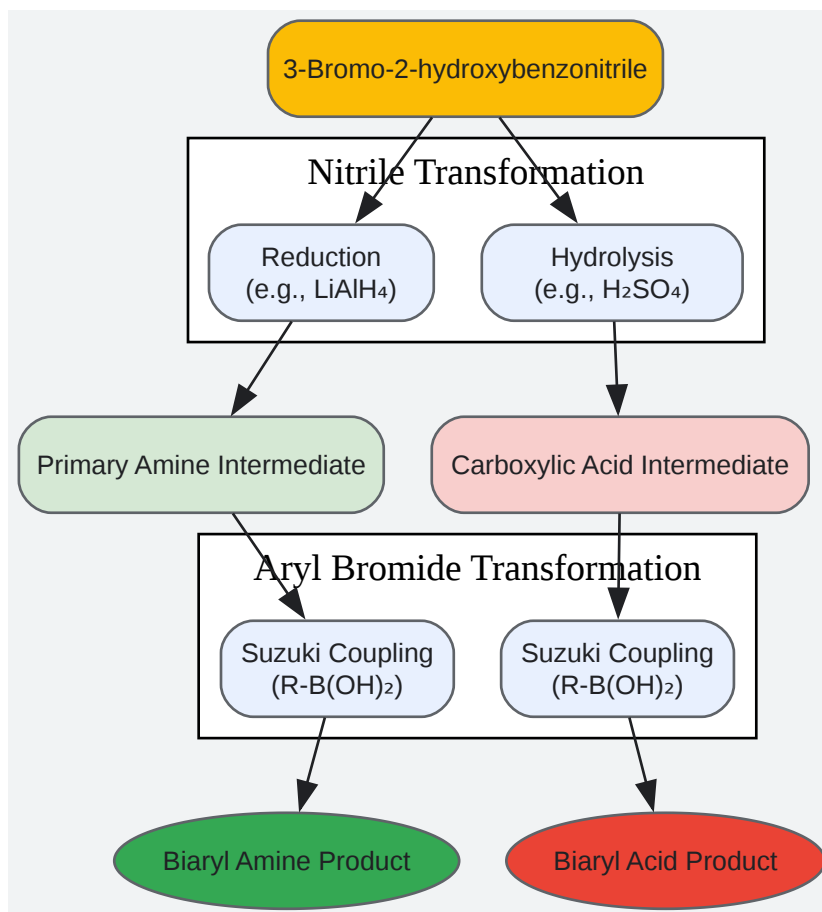 3-Bromo-2-hydroxybenzonitrile
Nitrile Transformation
Reduction
(e.g., LiAlH₄)
Hydrolysis
(e.g., H₂SO₄)
Primary Amine Intermediate
Carboxylic Acid Intermediate
Aryl Bromide Transformation
Suzuki Coupling
(R-B(OH)₂)
Suzuki Coupling
(R-B(OH)₂)
Biaryl Amine Product
Biaryl Acid Product